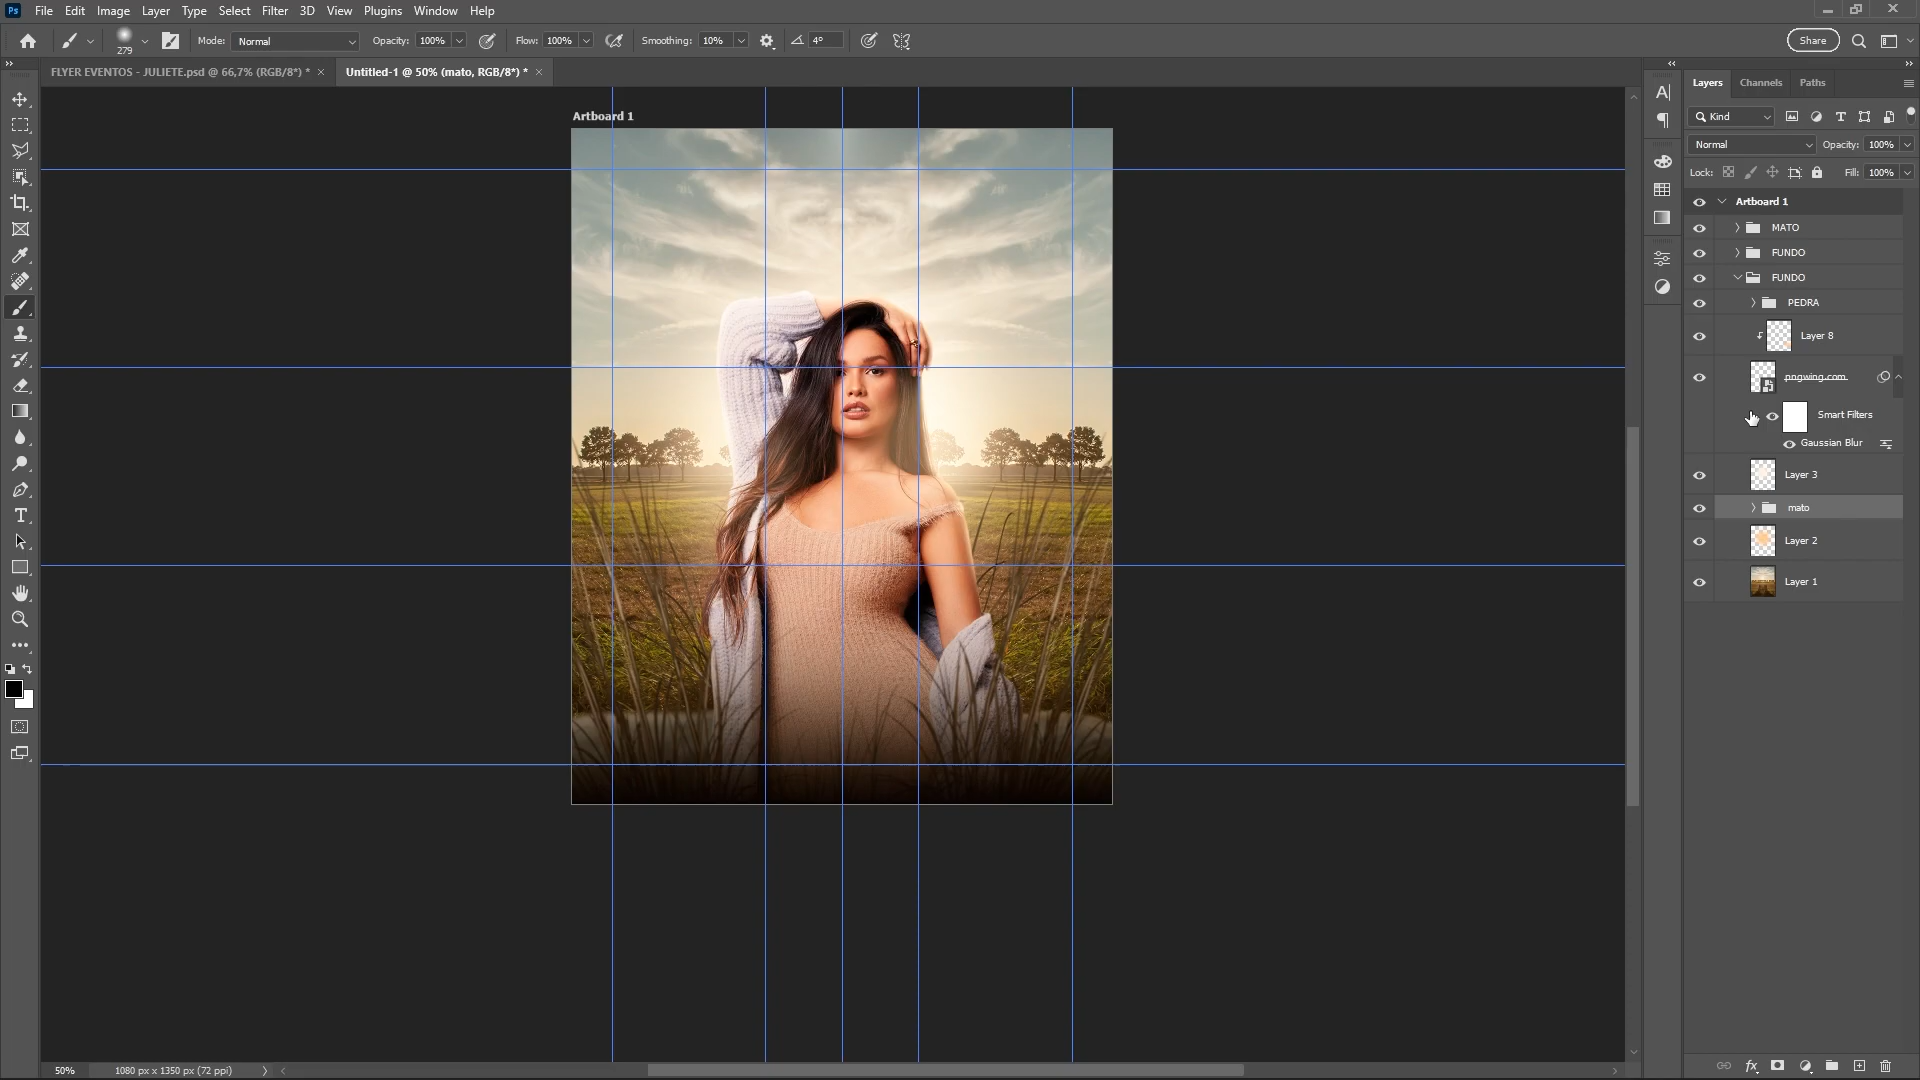 Ps File Edit Image Layer Type Select Filter 3D View Plugins Window Help
279 Mode: Normal Opacity: 100% Flow: 100% Smoothing: 10% 4° Share
FLYER EVENTOS - JULIETE.psd @ 66,7% (RGB/8*) * × Untitled-1 @ 50% (mato, RGB/8*) * ×
Layers Channels Paths
Artboard 1
Kind
Normal Opacity: 100%
Lock: Fill: 100%
Artboard 1
MATO
FUNDO
FUNDO
PEDRA
Layer 8
pngwing.com
Smart Filters
Gaussian Blur
Layer 3
mato
Layer 2
Layer 1
50% 1080 px x 1350 px (72 ppi)